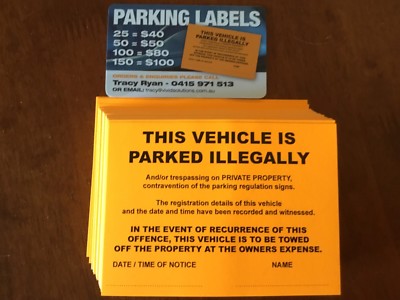 PARKING LABELS
25 = $40
50 = $50
100 = $80
150 = $100
THIS VEHICLE IS
PARKED ILLEGALLY
ORDERS & ENQUIRIES PLEASE CALL
Tracy Ryan - 0415 971 513
OR EMAIL:
THIS VEHICLE IS
PARKED ILLEGALLY
And/or trespassing on PRIVATE PROPERTY,
contravention of the parking regulation signs.
The registration details of this vehicle
and the date and time have been recorded and witnessed.
IN THE EVENT OF RECURRENCE OF THIS
OFFENCE, THIS VEHICLE IS TO BE TOWED
OFF THE PROPERTY AT THE OWNERS EXPENSE.
DATE / TIME OF NOTICE NAME